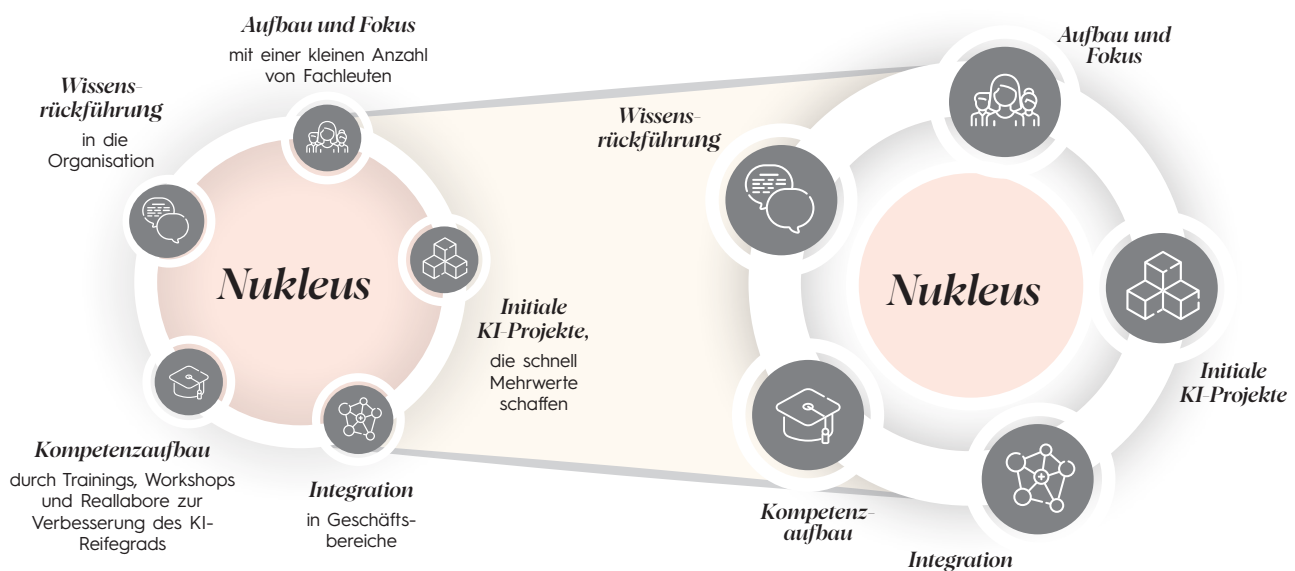 Aufbau und Fokus
mit einer kleinen Anzahl
von Fachleuten
Wissens-
rückführung
in die
Organisation
Nukleus
Initiale
KI-Projekte,
die schnell
Mehrwerte
schaffen
Kompetenzaufbau
durch Trainings, Workshops
und Reallabore zur
Verbesserung des KI-
Reifegrads
Integration
in Geschäfts-
bereiche
Aufbau und
Fokus
Wissens-
rückführung
Nukleus
Initiale
KI-Projekte
Kompetenz-
aufbau
Integration